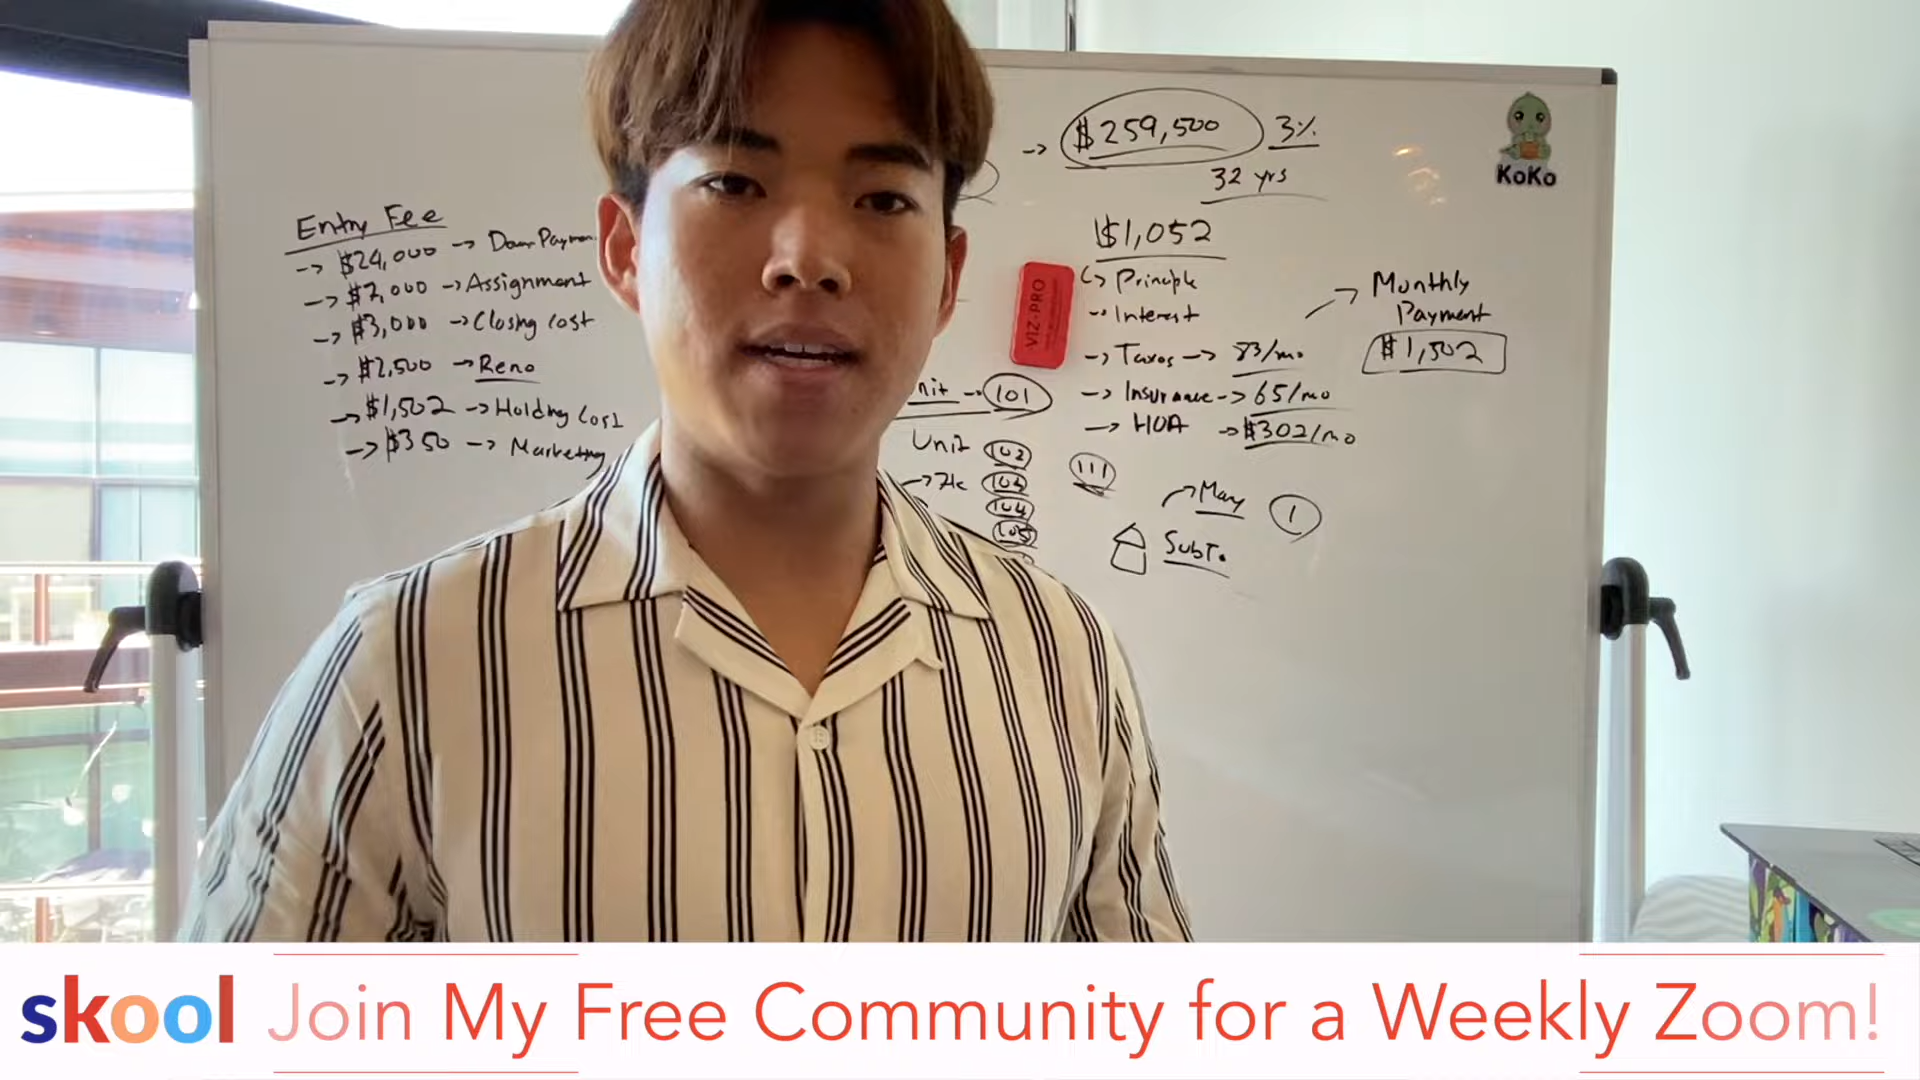 Entry Fee
-> $24,000 -> Down Paymen
-> $7,000 -> Assignment
-> $3,000 -> Closing Cost
-> $2,500 -> Reno
-> $1,502 -> Holding Cost
-> $350 -> Marketing
-> $259,500 3%
32 yrs
$1,052
-> Principle
-> Interest
-> Taxes -> 83/mo
-> Insurance -> 65/mo
-> HOA -> $302/mo
-> Monthly
Payment
$1,502
VIZ-PRO
nit -> 101
Unit 102
103
104
105
111
-> May 1
SubTo
KoKo
skool Join My Free Community for a Weekly Zoom!